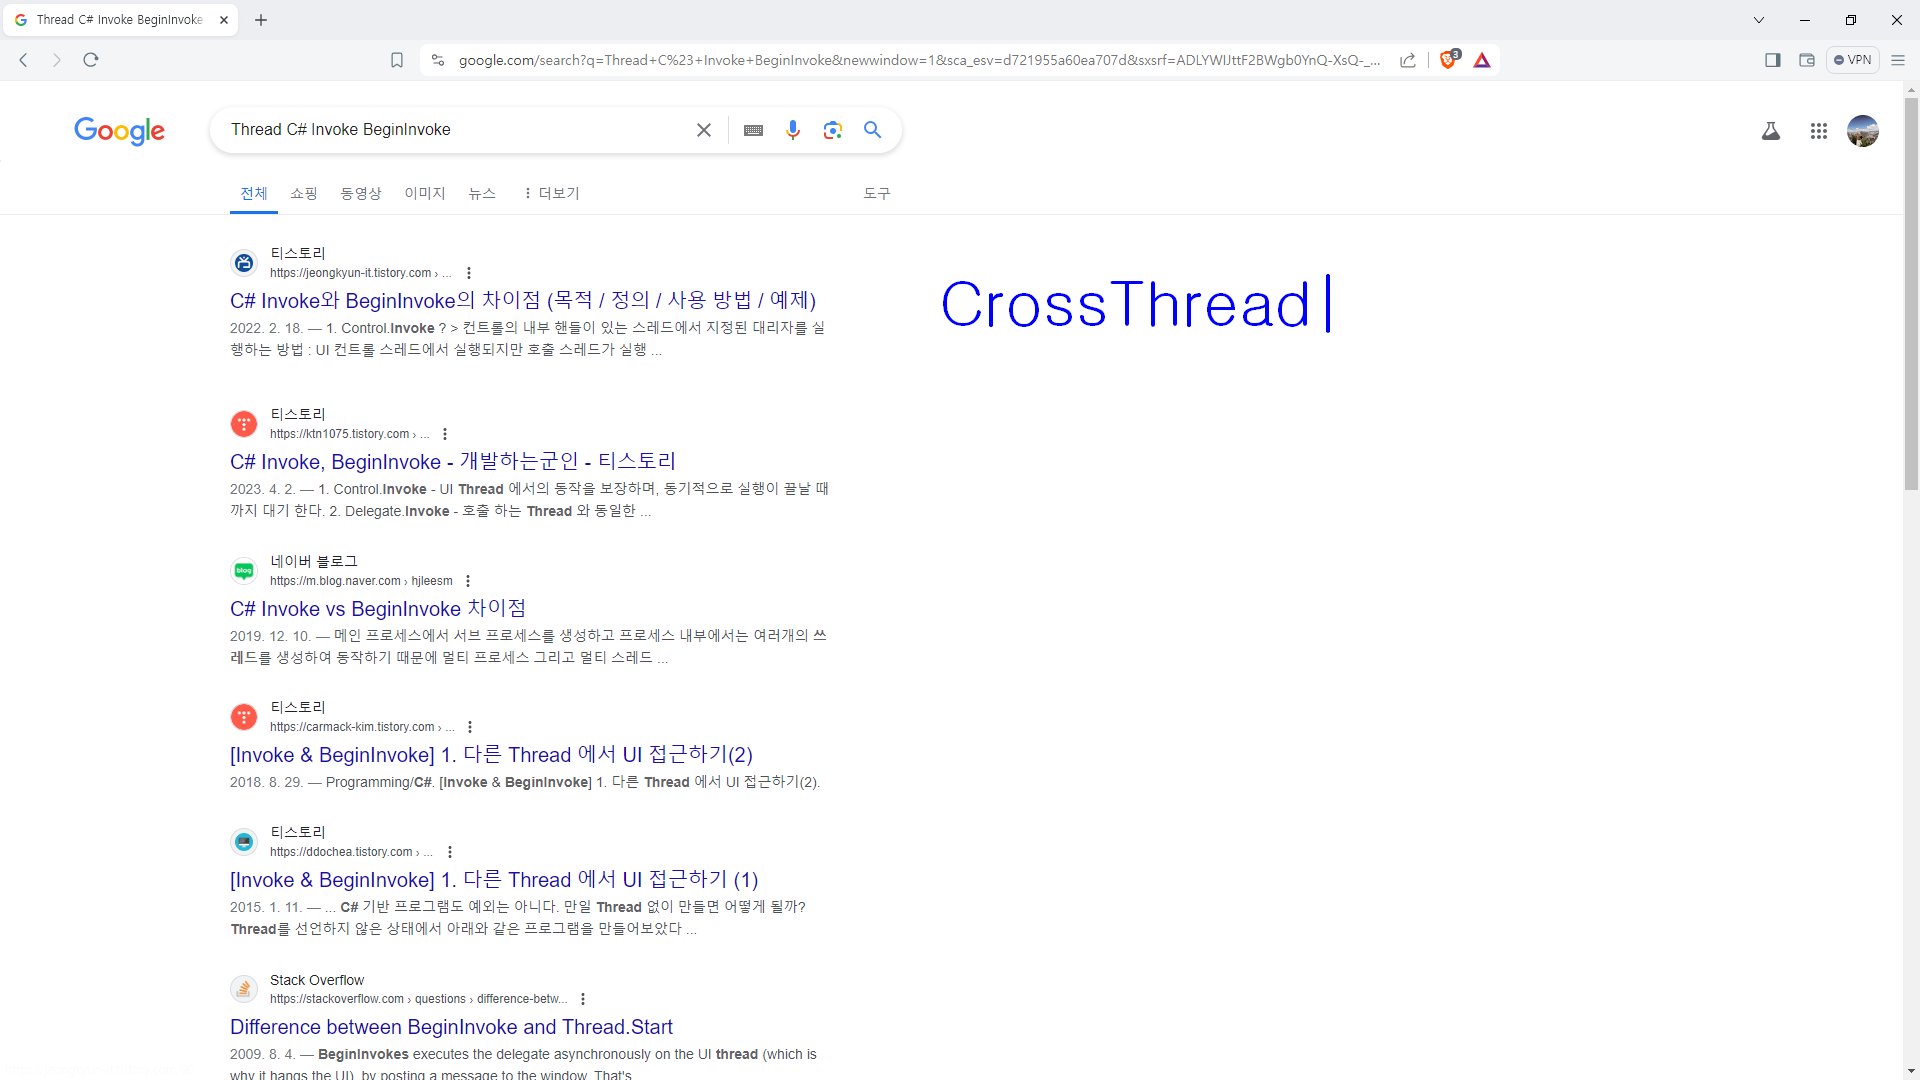 Thread C# Invoke BeginInvoke
google.com/search?q=Thread+C%23+Invoke+BeginInvoke&newwindow=1&sca_esv=d721955a60ea707d&sxsrf=ADLYWIJttF2BWgb0YnQ-XsQ-_...
3
VPN
Google
Thread C# Invoke BeginInvoke
전체 쇼핑 동영상 이미지 뉴스 더보기 도구
티스토리
https://jeongkyun-it.tistory.com › ...
C# Invoke와 BeginInvoke의 차이점 (목적 / 정의 / 사용 방법 / 예제)
2022. 2. 18. — 1. Control.Invoke ? > 컨트롤의 내부 핸들이 있는 스레드에서 지정된 대리자를 실
행하는 방법 : UI 컨트롤 스레드에서 실행되지만 호출 스레드가 실행 ...
CrossThread
티스토리
https://ktn1075.tistory.com › ...
C# Invoke, BeginInvoke - 개발하는군인 - 티스토리
2023. 4. 2. — 1. Control.Invoke - UI Thread 에서의 동작을 보장하며, 동기적으로 실행이 끝날 때
까지 대기 한다. 2. Delegate.Invoke - 호출 하는 Thread 와 동일한 ...
네이버 블로그
blog
https://m.blog.naver.com › hjleesm
C# Invoke vs BeginInvoke 차이점
2019. 12. 10. — 메인 프로세스에서 서브 프로세스를 생성하고 프로세스 내부에서는 여러개의 쓰
레드를 생성하여 동작하기 때문에 멀티 프로세스 그리고 멀티 스레드 ...
티스토리
https://carmack-kim.tistory.com › ...
[Invoke & BeginInvoke] 1. 다른 Thread 에서 UI 접근하기(2)
2018. 8. 29. — Programming/C#. [Invoke & BeginInvoke] 1. 다른 Thread 에서 UI 접근하기(2).
티스토리
https://ddochea.tistory.com › ...
[Invoke & BeginInvoke] 1. 다른 Thread 에서 UI 접근하기 (1)
2015. 1. 11. — ... C# 기반 프로그램도 예외는 아니다. 만일 Thread 없이 만들면 어떻게 될까?
Thread를 선언하지 않은 상태에서 아래와 같은 프로그램을 만들어보았다 ...
Stack Overflow
https://stackoverflow.com › questions › difference-betw...
Difference between BeginInvoke and Thread.Start
2009. 8. 4. — BeginInvokes executes the delegate asynchronously on the UI thread (which is
why it hangs the UI), by posting a message to the window. That's